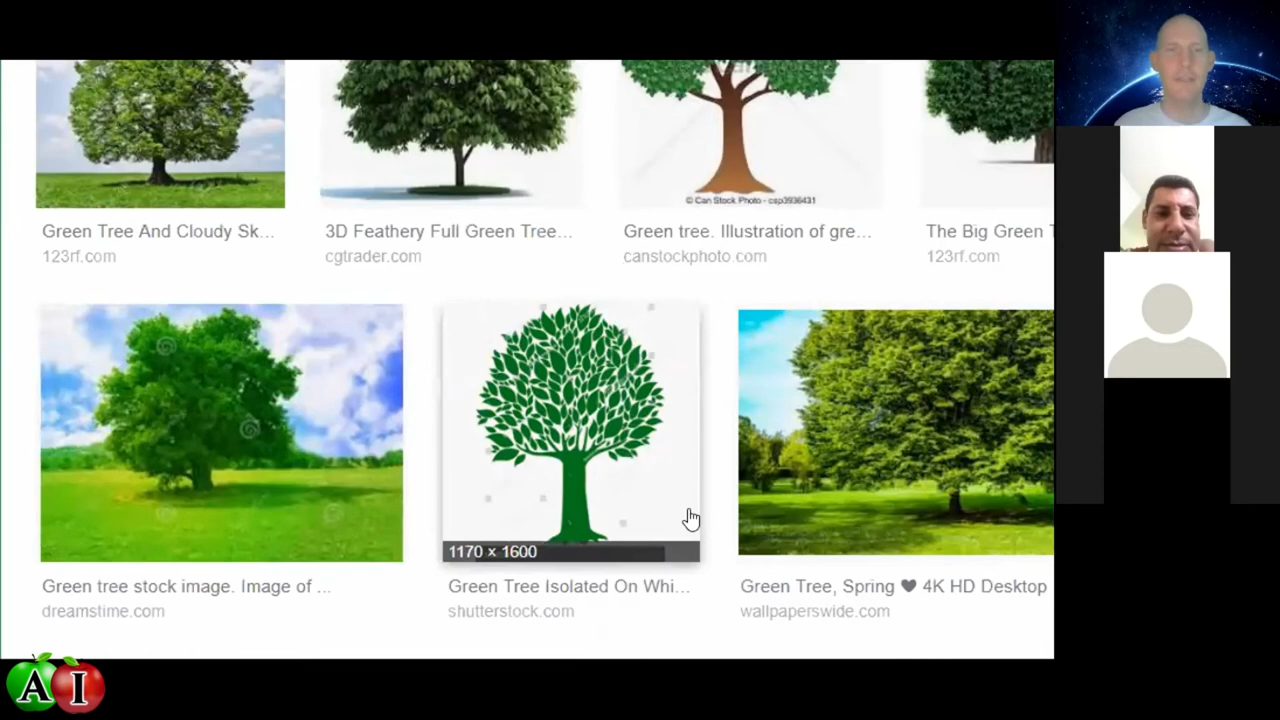 © Can Stock Photo - csp3936431
Green Tree And Cloudy Sk...
123rf.com
3D Feathery Full Green Tree...
cgtrader.com
Green tree. Illustration of gre...
canstockphoto.com
The Big Green T
123rf.com
1170 × 1600
Green tree stock image. Image of ...
dreamstime.com
Green Tree Isolated On Whi...
shutterstock.com
Green Tree, Spring ♥ 4K HD Desktop
wallpaperswide.com
A I